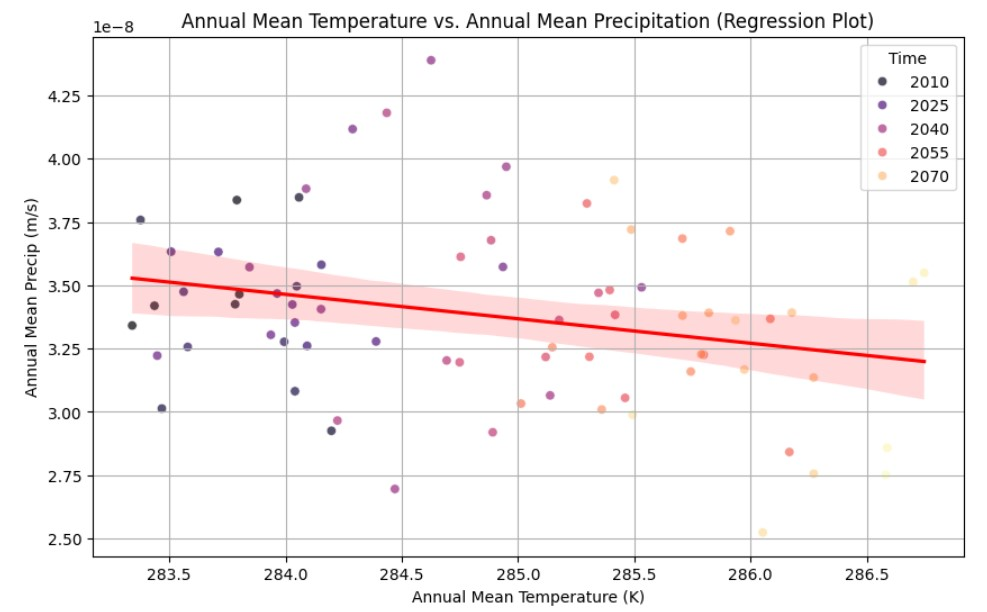 Annual Mean Temperature vs. Annual Mean Precipitation (Regression Plot)
1e−8
Time
2010
2025
2040
2055
2070
4.25
4.00
3.75
3.50
3.25
3.00
2.75
2.50
Annual Mean Precip (m/s)
283.5 284.0 284.5 285.0 285.5 286.0 286.5
Annual Mean Temperature (K)